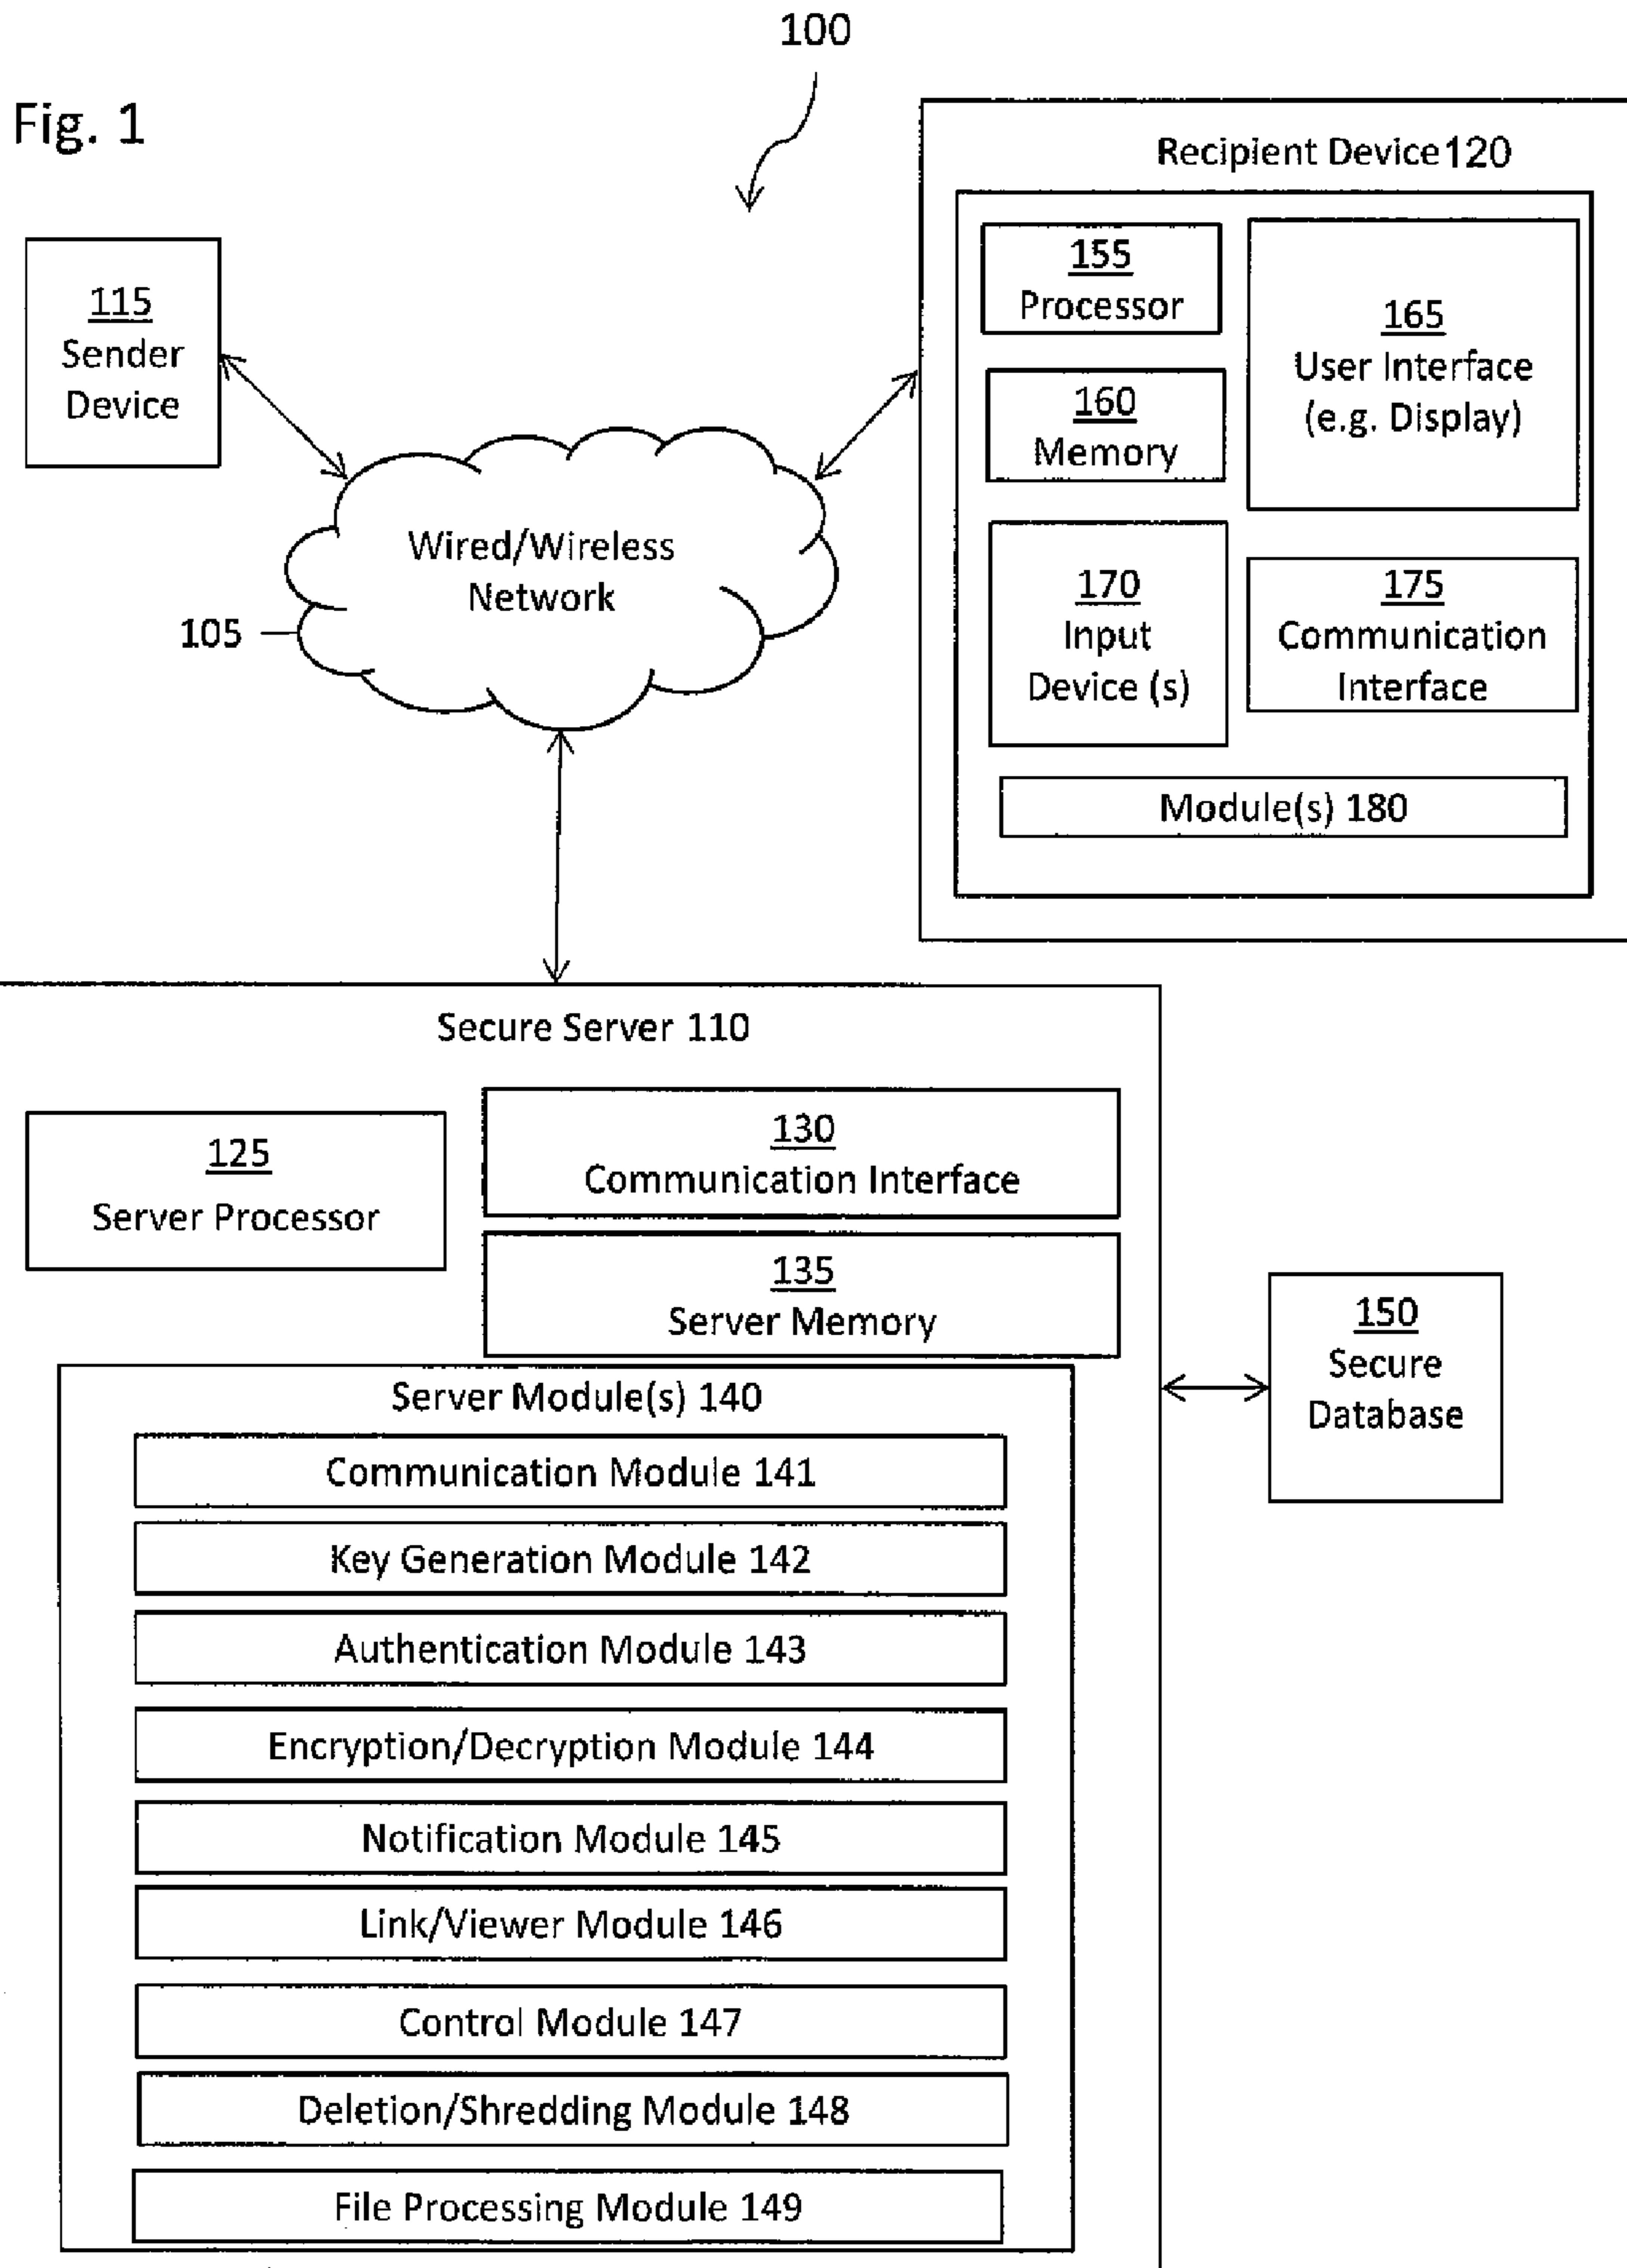 100
Fig. 1
Recipient Device 120
155
Processor
165
User Interface
(e.g. Display)
160
Memory
170
Input
Device (s)
175
Communication
Interface
Module(s) 180
115
Sender
Device
Wired/Wireless
Network
105
Secure Server 110
125
Server Processor
130
Communication Interface
135
Server Memory
150
Secure
Database
Server Module(s) 140
Communication Module 141
Key Generation Module 142
Authentication Module 143
Encryption/Decryption Module 144
Notification Module 145
Link/Viewer Module 146
Control Module 147
Deletion/Shredding Module 148
File Processing Module 149